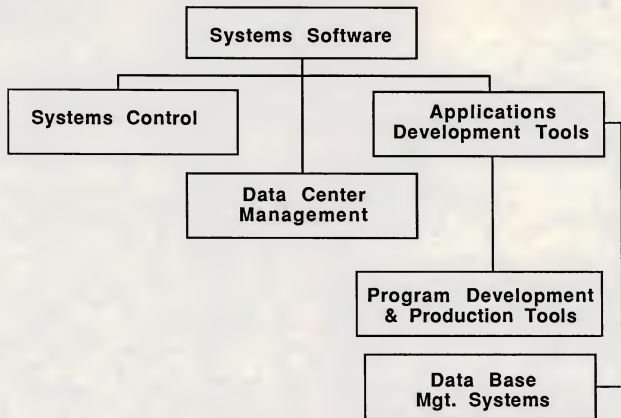 Systems Software
Systems Control
Applications
Development Tools
Data Center
Management
Program Development
& Production Tools
Data Base
Mgt. Systems